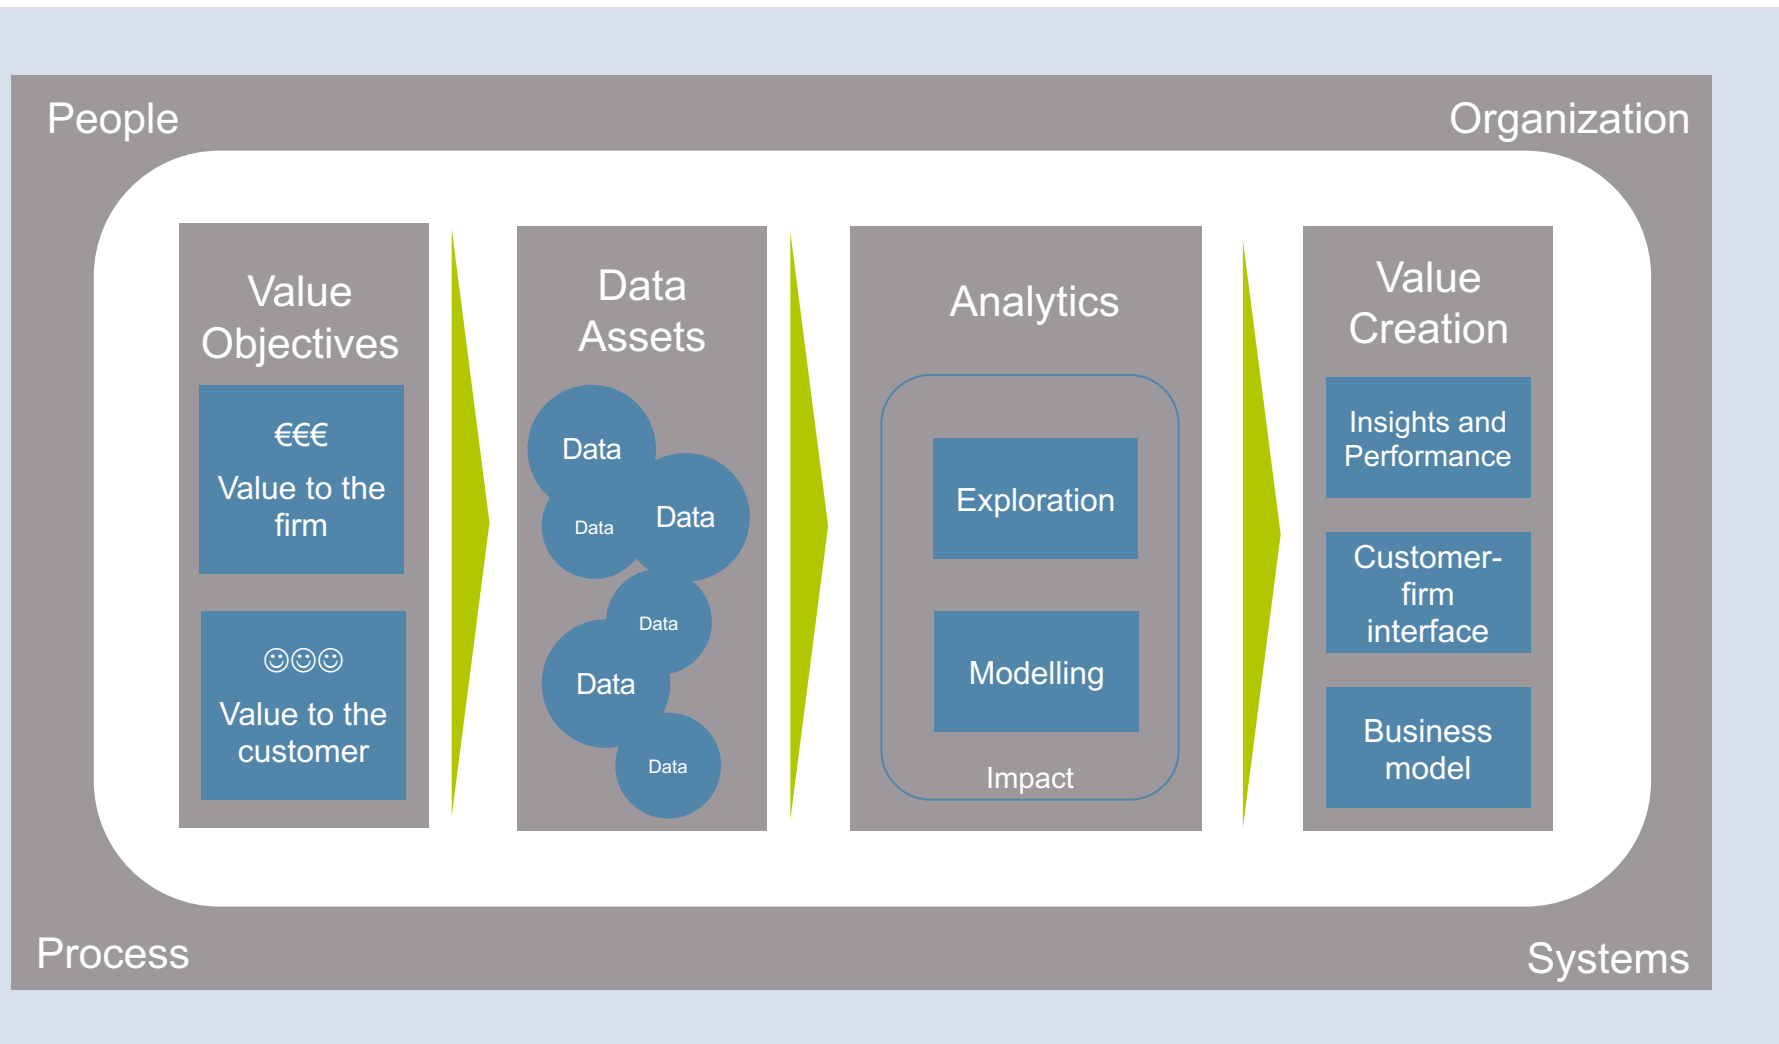 People
Organization
Value
Objectives
€€€
Value to the
firm
☺☺☺
Value to the
customer
Data
Assets
Data
Data
Data
Data
Data
Data
Analytics
Exploration
Modelling
Impact
Value
Creation
Insights and
Performance
Customer-
firm
interface
Business
model
Process
Systems